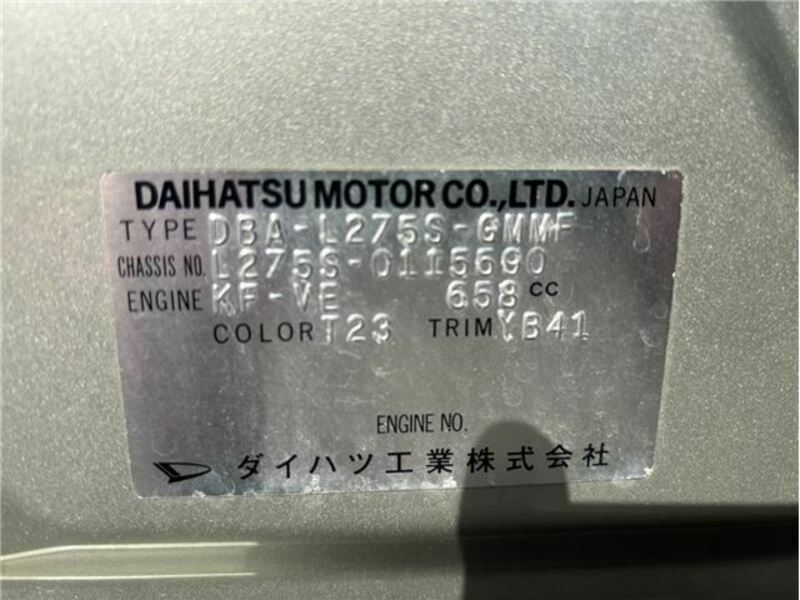 DAIHATSU MOTOR CO.,LTD. JAPAN
TYPE DBA-L275S-GMMF
CHASSIS NO. L275S-0115690
ENGINE KF-VE 658 CC
COLOR T23 TRIM YB41
ENGINE NO.
ダイハツ工業株式会社